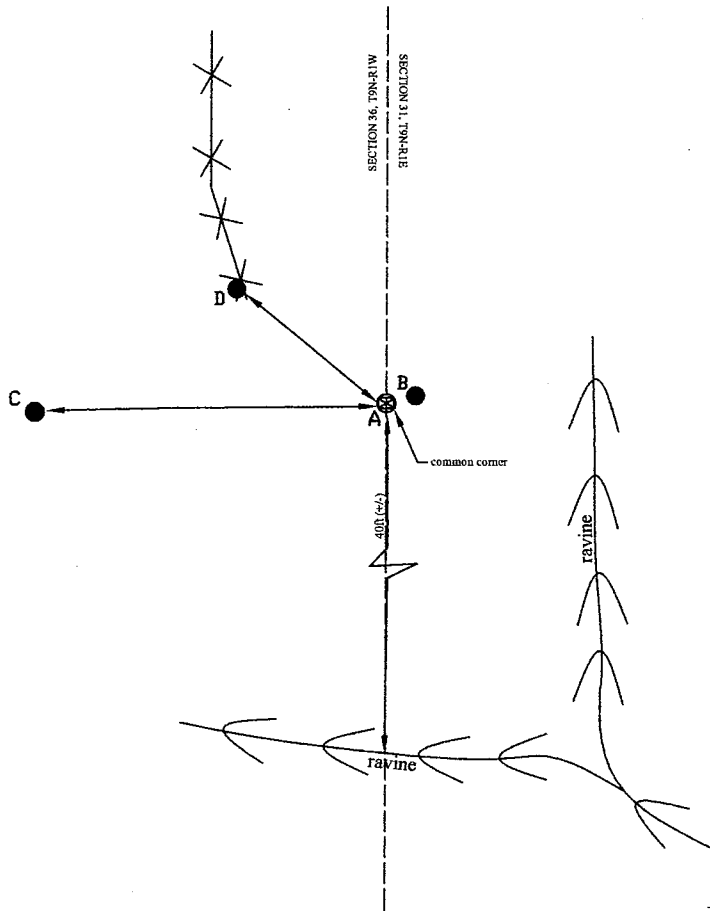 SECTION 36, T9N-R1W
SECTION 31, T9N-R1E
D
B
C
A
common corner
40ft (+/-)
ravine
ravine